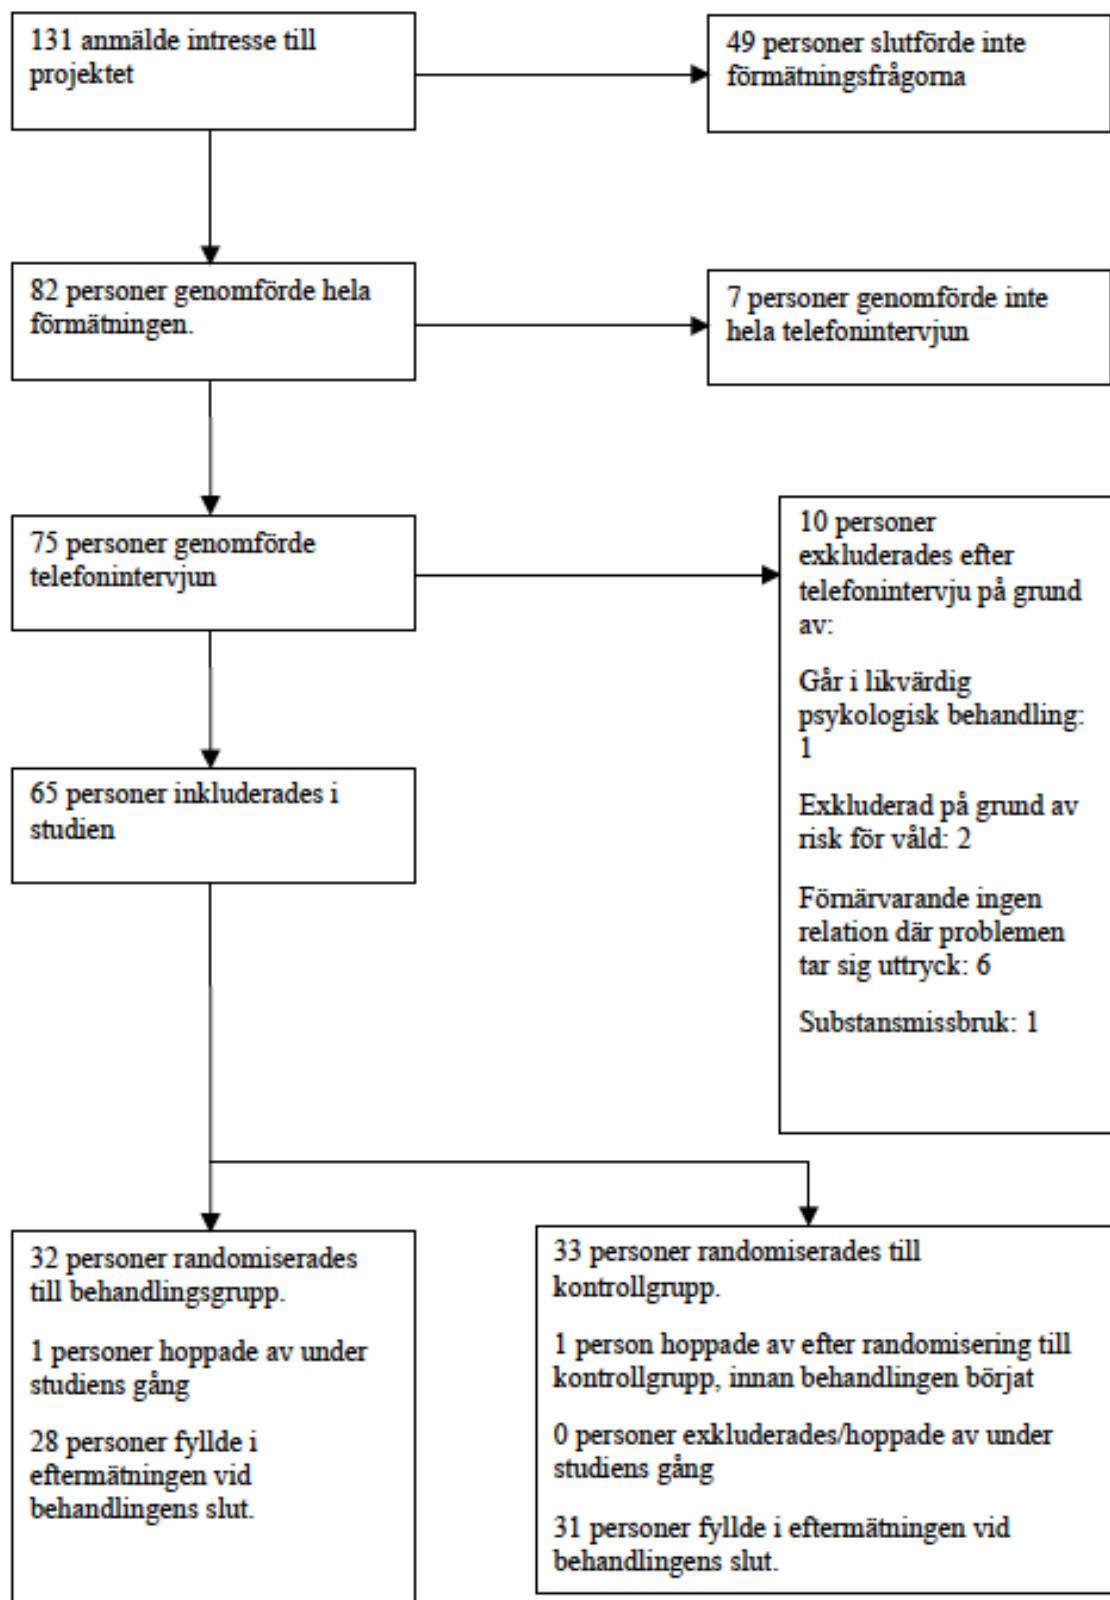 131 anmälde intresse till
projektet
49 personer slutförde inte
förmätningsfrågorna
82 personer genomförde hela
förmätningen.
7 personer genomförde inte
hela telefonintervjun
75 personer genomförde
telefonintervjun
10 personer
exkluderades efter
telefonintervju på grund
av:
Går i likvärdig
psykologisk behandling:
1
Exkluderad på grund av
risk för våld: 2
Förnärvarande ingen
relation där problemen
tar sig uttryck: 6
Substansmissbruk: 1
65 personer inkluderades i
studien
32 personer randomiserades
till behandlingsgrupp.
1 personer hoppade av under
studiens gång
28 personer fyllde i
eftermätningen vid
behandlingens slut.
33 personer randomiserades till
kontrollgrupp.
1 person hoppade av efter randomisering till
kontrollgrupp, innan behandlingen börjat
0 personer exkluderades/hoppade av under
studiens gång
31 personer fyllde i eftermätningen vid
behandlingens slut.